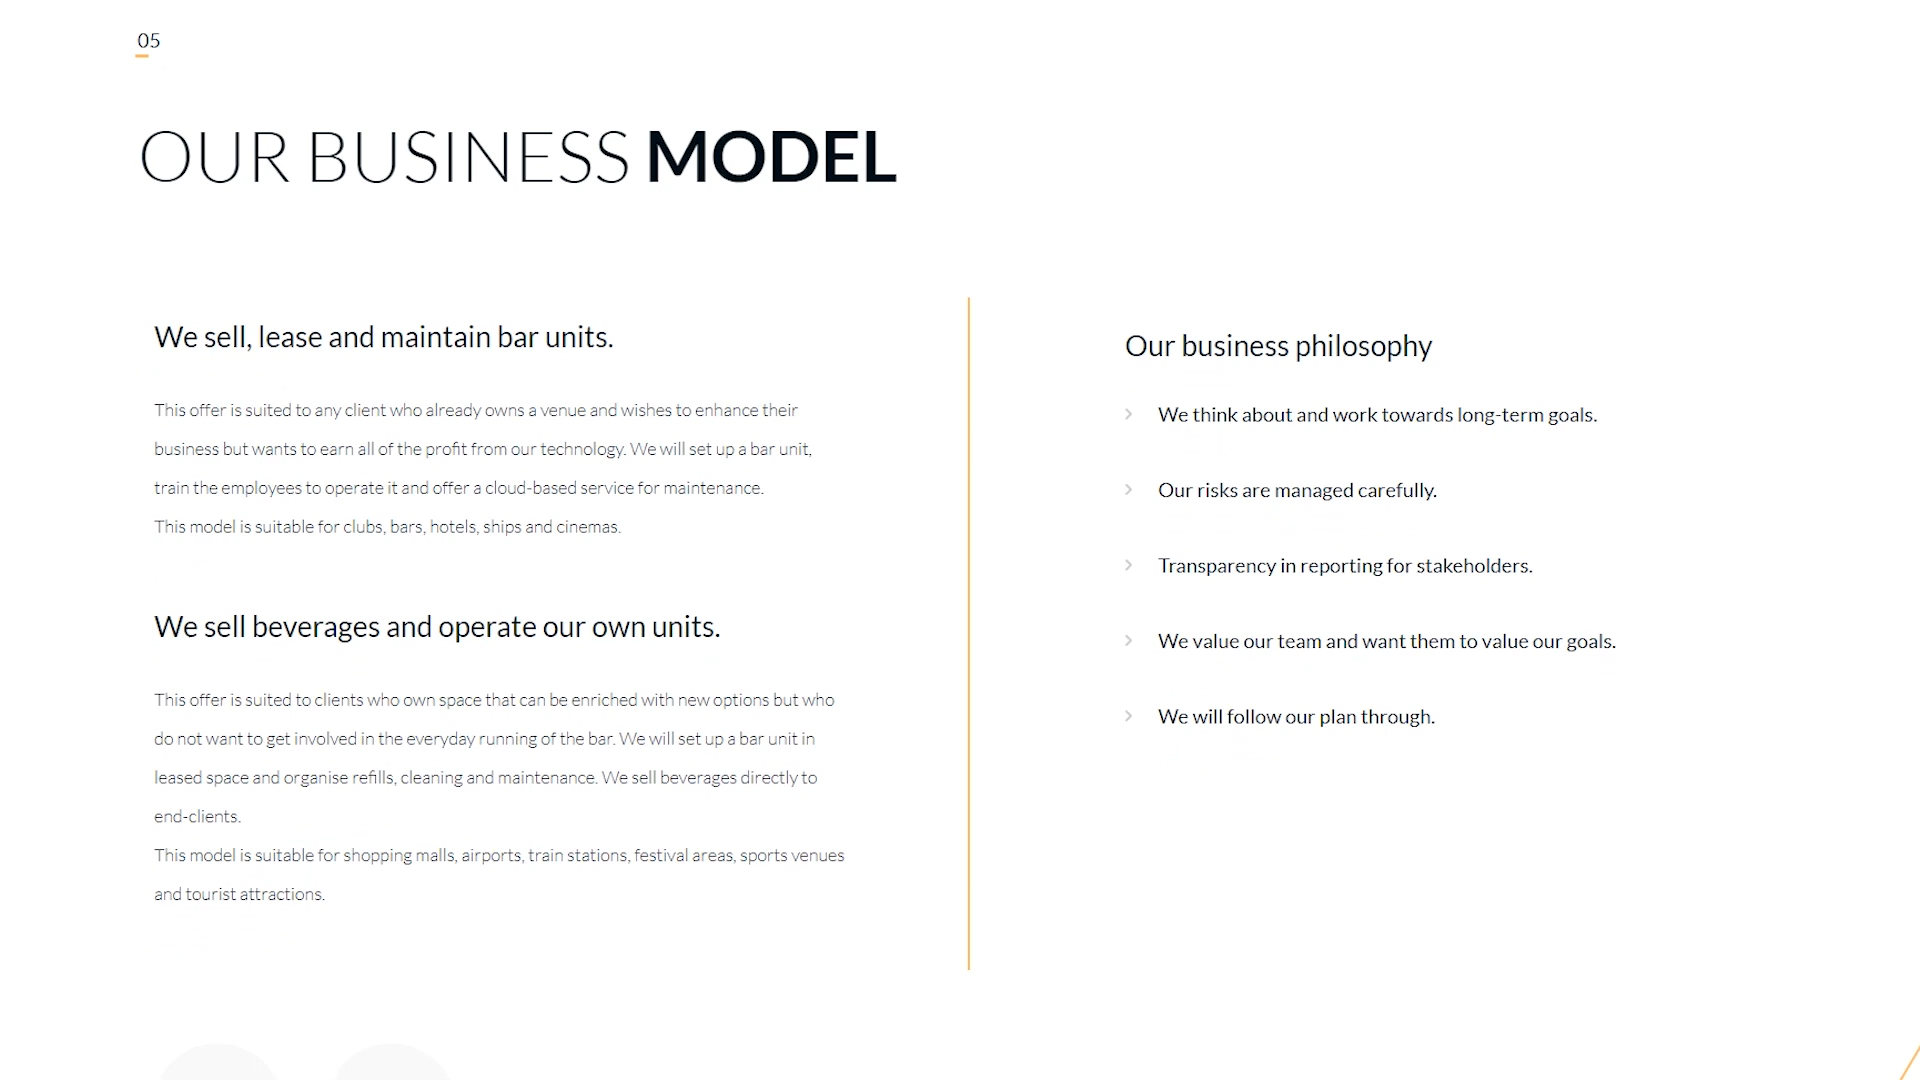 05
OUR BUSINESS MODEL
We sell, lease and maintain bar units.
This offer is suited to any client who already owns a venue and wishes to enhance their
business but wants to earn all of the profit from our technology. We will set up a bar unit,
train the employees to operate it and offer a cloud-based service for maintenance.
This model is suitable for clubs, bars, hotels, ships and cinemas.
We sell beverages and operate our own units.
This offer is suited to clients who own space that can be enriched with new options but who
do not want to get involved in the everyday running of the bar. We will set up a bar unit in
leased space and organise refills, cleaning and maintenance. We sell beverages directly to
end-clients.
This model is suitable for shopping malls, airports, train stations, festival areas, sports venues
and tourist attractions.
Our business philosophy
We think about and work towards long-term goals.
Our risks are managed carefully.
Transparency in reporting for stakeholders.
We value our team and want them to value our goals.
We will follow our plan through.